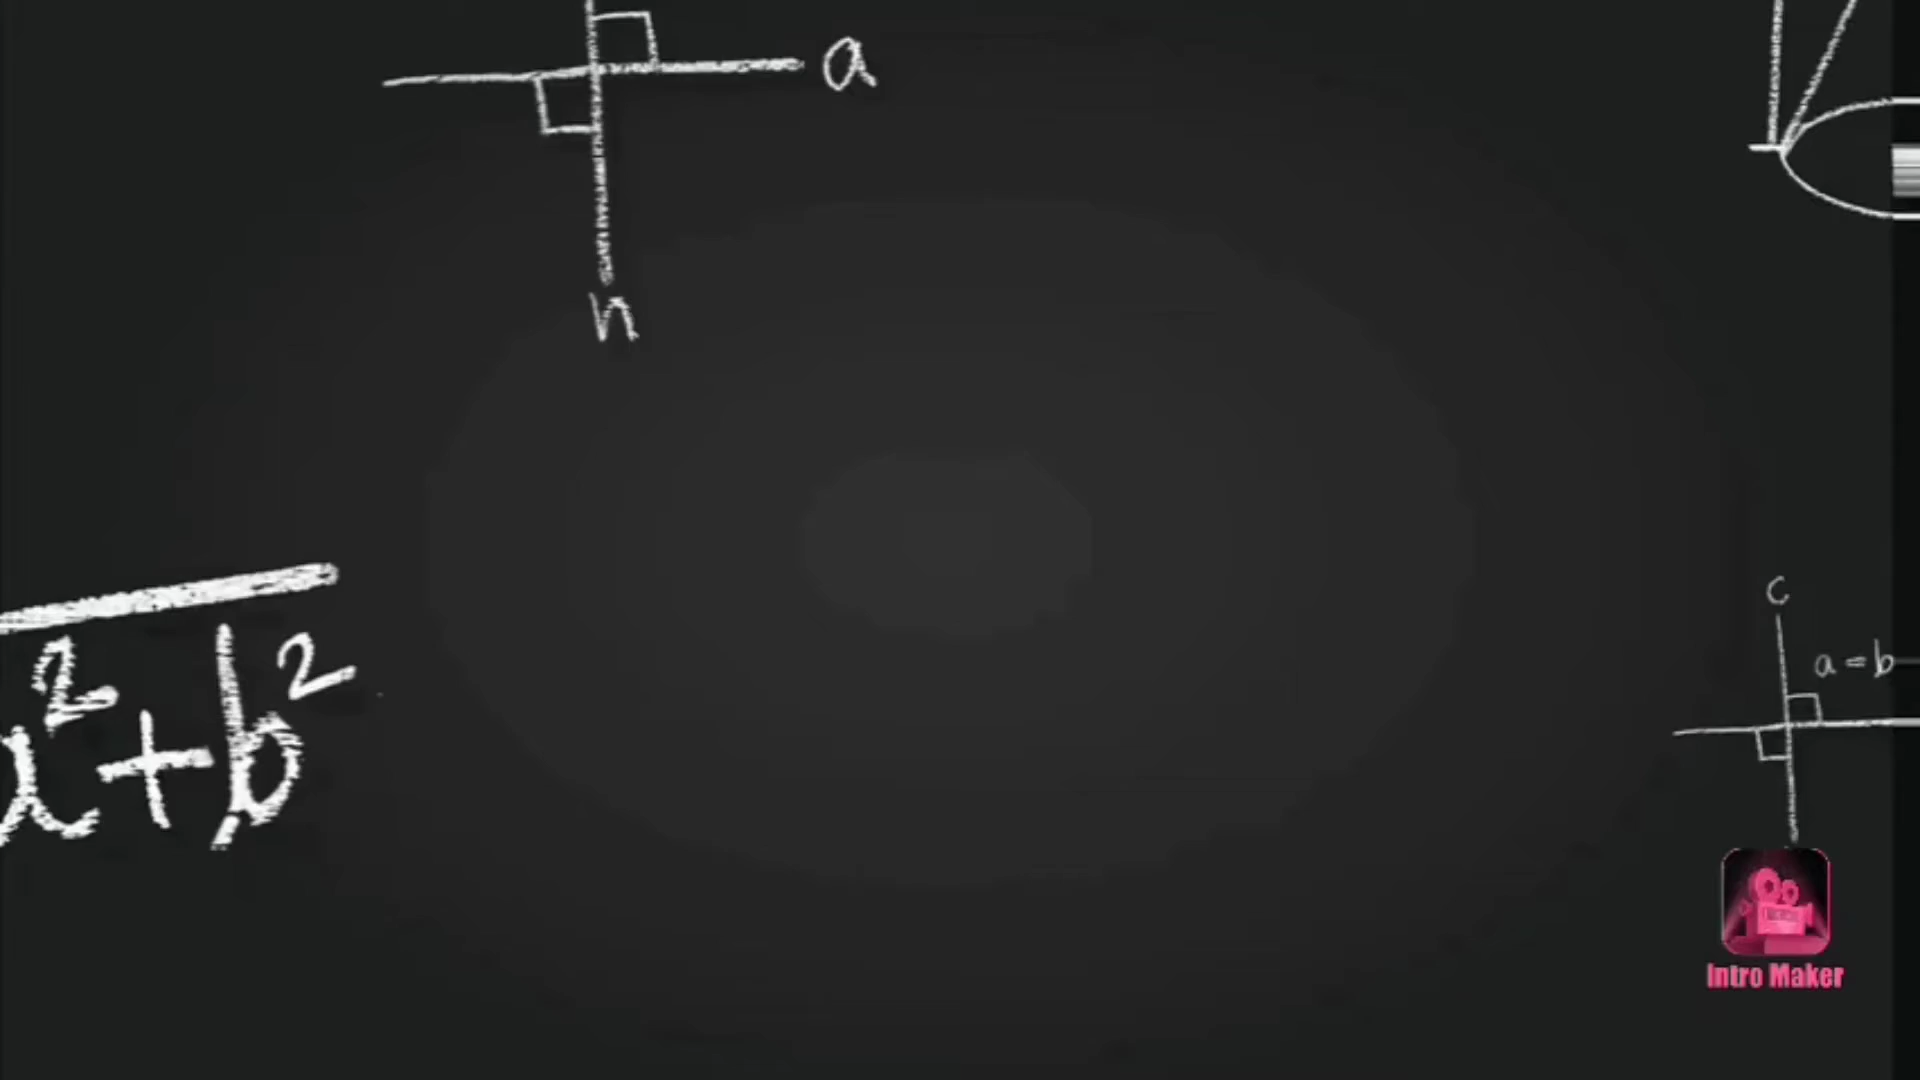 a
n
c
a = b
a²+b²
Intro Maker